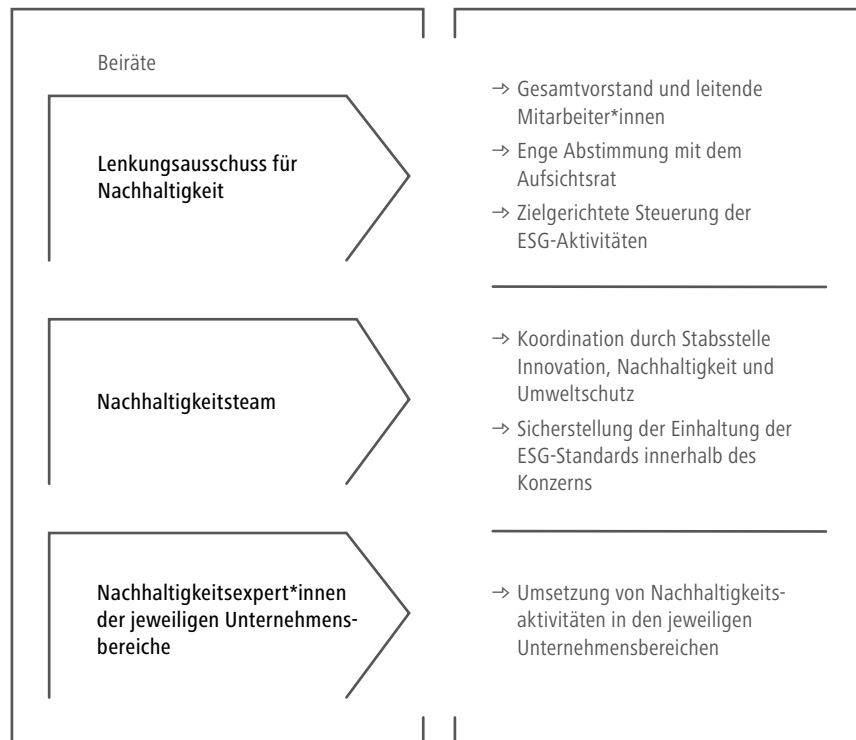 Beiräte
Lenkungsausschuss für
Nachhaltigkeit
→ Gesamtvorstand und leitende
Mitarbeiter*innen
→ Enge Abstimmung mit dem
Aufsichtsrat
→ Zielgerichtete Steuerung der
ESG-Aktivitäten
Nachhaltigkeitsteam
→ Koordination durch Stabsstelle
Innovation, Nachhaltigkeit und
Umweltschutz
→ Sicherstellung der Einhaltung der
ESG-Standards innerhalb des
Konzerns
Nachhaltigkeitsexpert*innen
der jeweiligen Unternehmens-
bereiche
→ Umsetzung von Nachhaltigkeits-
aktivitäten in den jeweiligen
Unternehmensbereichen